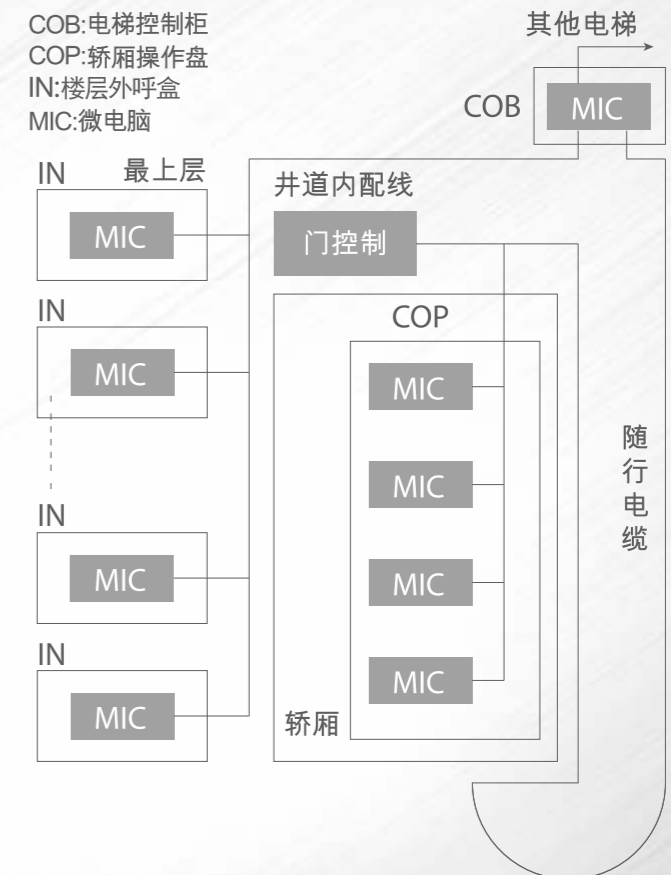 COB:电梯控制柜
COP:轿厢操作盘
IN:楼层外呼盒
MIC:微电脑
其他电梯
COB
MIC
IN
最上层
MIC
井道内配线
门控制
IN
MIC
COP
MIC
MIC
MIC
MIC
轿厢
随行电缆
IN
MIC
IN
MIC